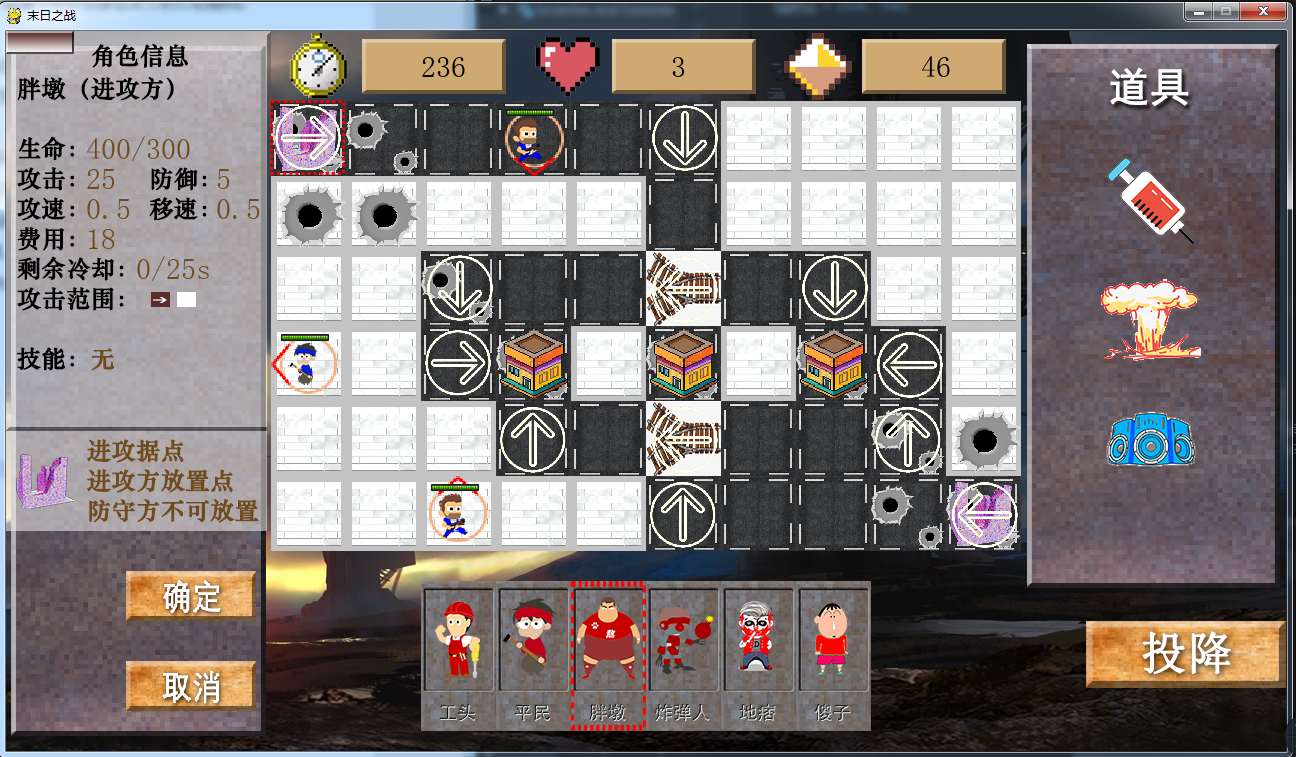 末日之战
角色信息
胖墩（进攻方）
生命：400/300
攻击：25 防御：5
攻速：0.5 移速：0.5
费用：18
剩余冷却：0/25s
攻击范围：
技能：无
进攻据点
进攻方放置点
防守方不可放置
确定
取消
236
3
46
道具
工头
平民
胖墩
炸弹人
地痞
傻子
投降